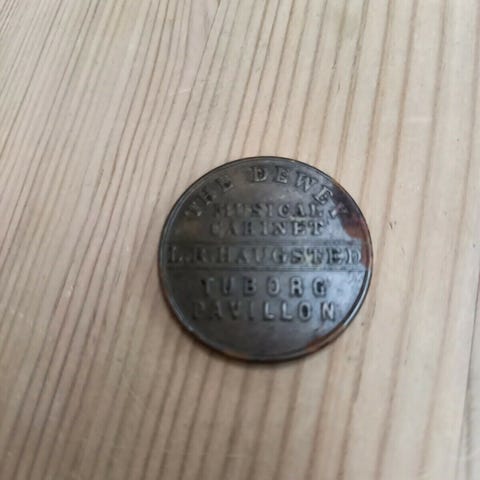 THE DEWEY
MUSICAL
CABINET
L.R.HAUGSTED
TUBORG
PAVILLON